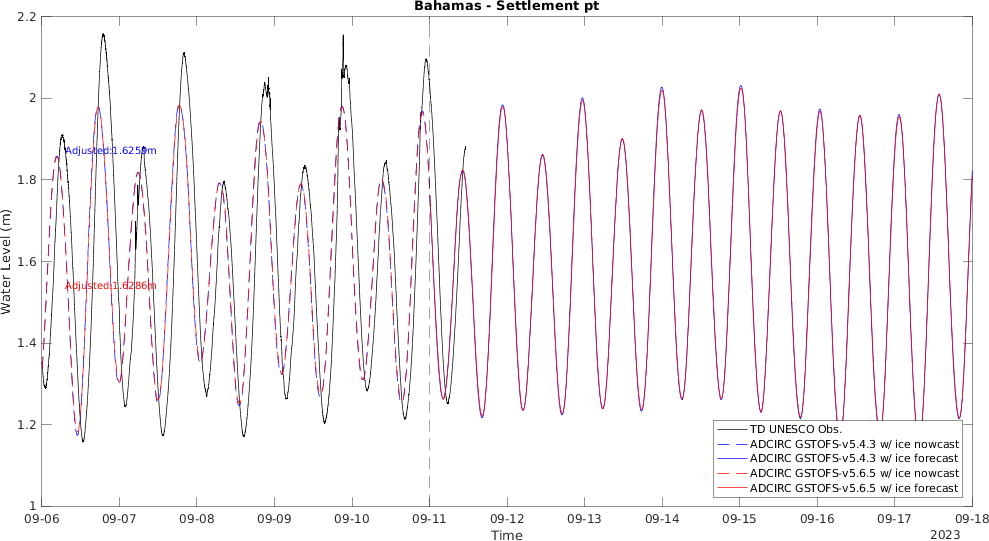 Bahamas - Settlement pt
2.2
2
1.8
1.6
1.4
1.2
1
Water Level (m)
Adjusted:1.6259m
Adjusted:1.6286m
TD UNESCO Obs.
ADCIRC GSTOFS-v5.4.3 w/ ice nowcast
ADCIRC GSTOFS-v5.4.3 w/ ice forecast
ADCIRC GSTOFS-v5.6.5 w/ ice nowcast
ADCIRC GSTOFS-v5.6.5 w/ ice forecast
09-06 09-07 09-08 09-09 09-10 09-11 09-12 09-13 09-14 09-15 09-16 09-17 09-18
Time
2023